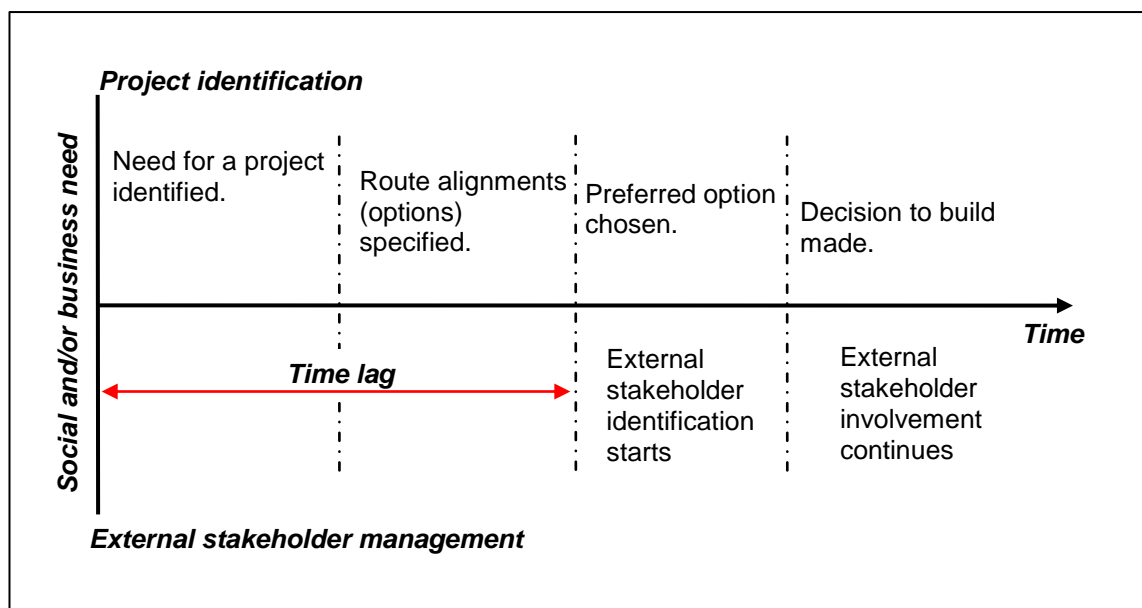 Project identification
Social and/or business need
Need for a project
identified.
Route alignments
(options)
specified.
Preferred option
chosen.
Decision to build
made.
Time
Time lag
External
stakeholder
identification
starts
External
stakeholder
involvement
continues
External stakeholder management